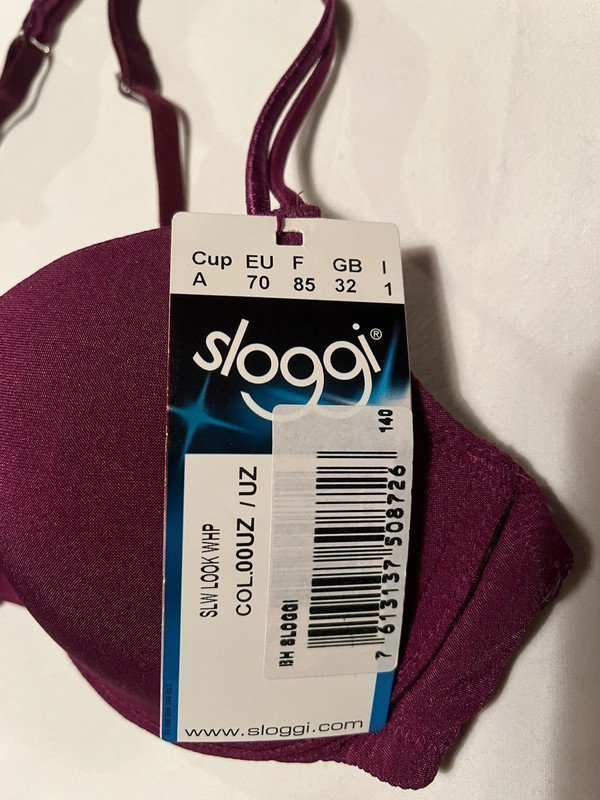 Cup EU F GB I
A 70 85 32 1
sloggi®
140
SLW LOOK WHP
COL.00UZ / UZ
BH SLOGGI
7 613137 508726
www.sloggi.com